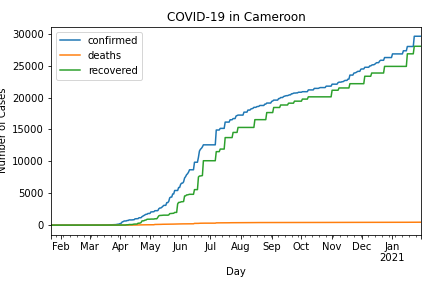 COVID-19 in Cameroon
confirmed
deaths
recovered
30000
25000
20000
15000
10000
5000
0
Number of Cases
Feb Mar Apr May Jun Jul Aug Sep Oct Nov Dec Jan
2021
Day